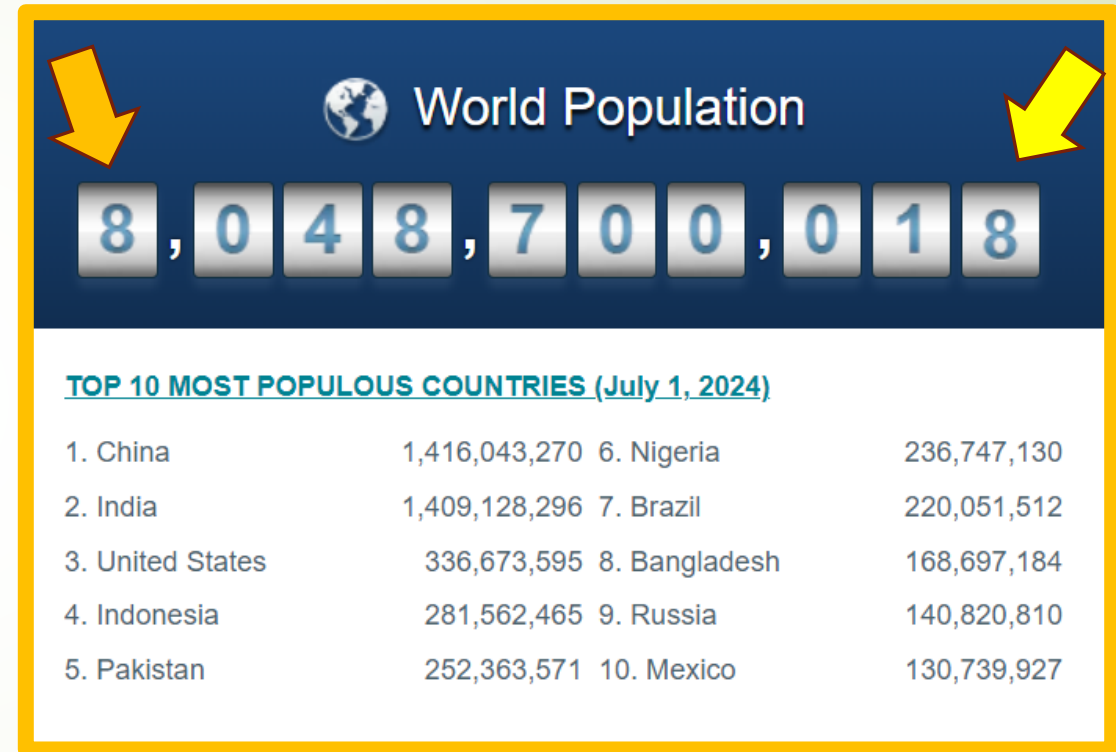 World Population
8,048,700,018
TOP 10 MOST POPULOUS COUNTRIES (July 1, 2024)
1. China 1,416,043,270 6. Nigeria 236,747,130
2. India 1,409,128,296 7. Brazil 220,051,512
3. United States 336,673,595 8. Bangladesh 168,697,184
4. Indonesia 281,562,465 9. Russia 140,820,810
5. Pakistan 252,363,571 10. Mexico 130,739,927